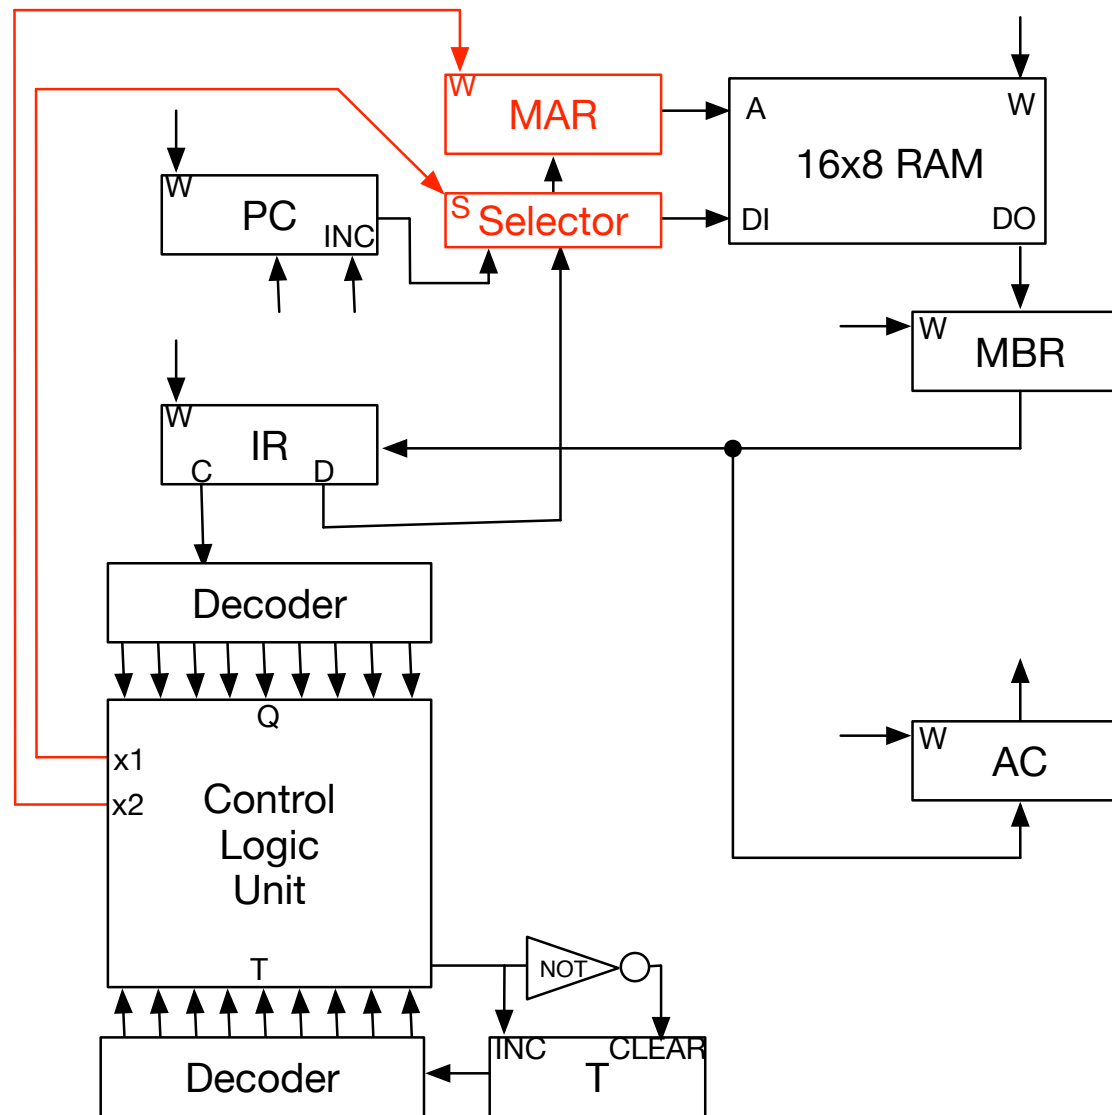 W
MAR
A
W
16x8 RAM
DI
DO
W
PC
INC
S
Selector
W
MBR
W
IR
C
D
Decoder
Q
x1
x2
Control
Logic
Unit
T
W
AC
NOT
INC
CLEAR
T
Decoder